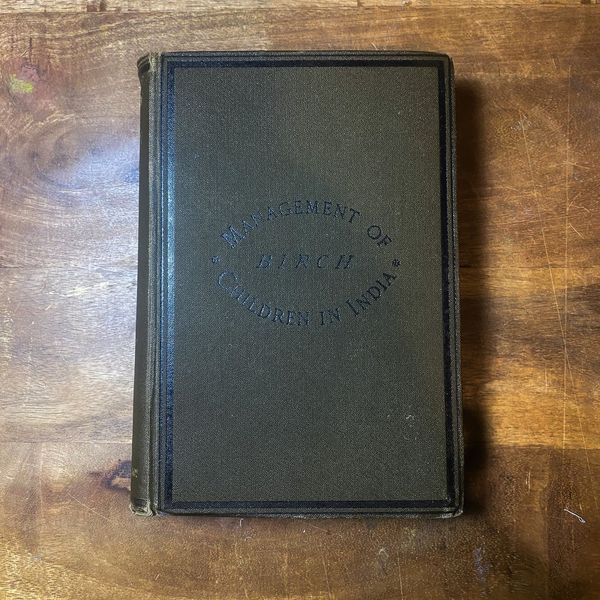 MANAGEMENT OF
BIRCH
CHILDREN IN INDIA